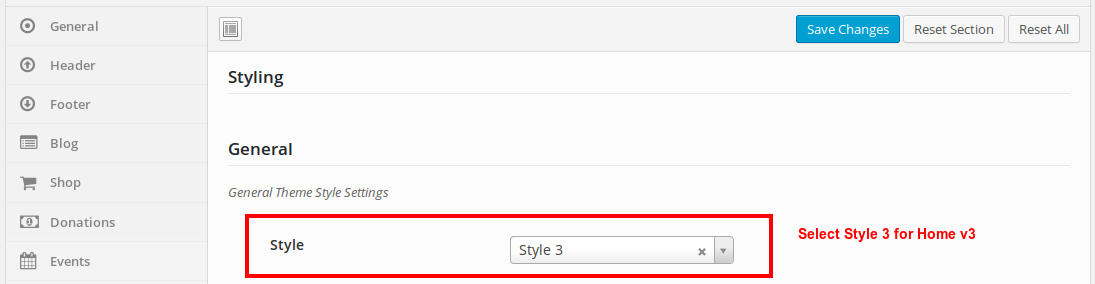 General
Header
Footer
Blog
Shop
Donations
Events
Save Changes
Reset Section
Reset All
Styling
General
General Theme Style Settings
Style
Style 3
Select Style 3 for Home v3